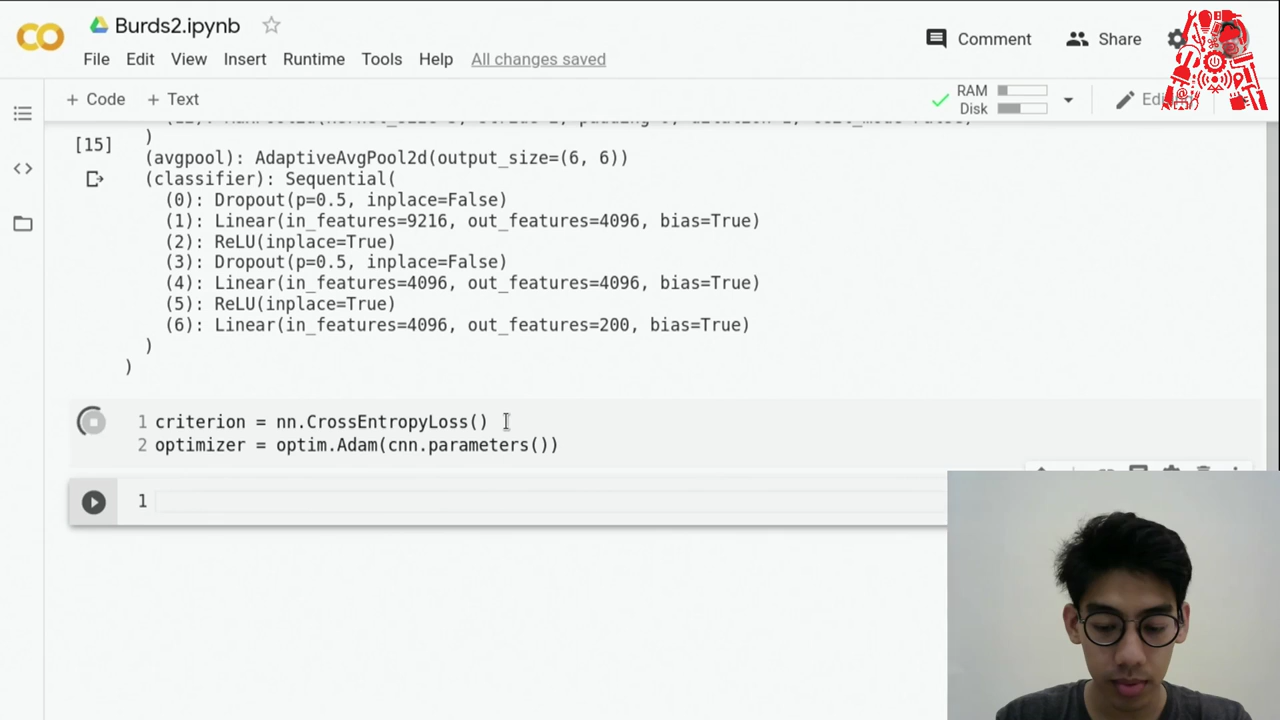 Burds2.ipynb
File Edit View Insert Runtime Tools Help All changes saved
Comment Share
+ Code + Text
RAM
Disk
)
[15]
(avgpool): AdaptiveAvgPool2d(output_size=(6, 6))
(classifier): Sequential(
(0): Dropout(p=0.5, inplace=False)
(1): Linear(in_features=9216, out_features=4096, bias=True)
(2): ReLU(inplace=True)
(3): Dropout(p=0.5, inplace=False)
(4): Linear(in_features=4096, out_features=4096, bias=True)
(5): ReLU(inplace=True)
(6): Linear(in_features=4096, out_features=200, bias=True)
)
)
1 criterion = nn.CrossEntropyLoss()
2 optimizer = optim.Adam(cnn.parameters())
1